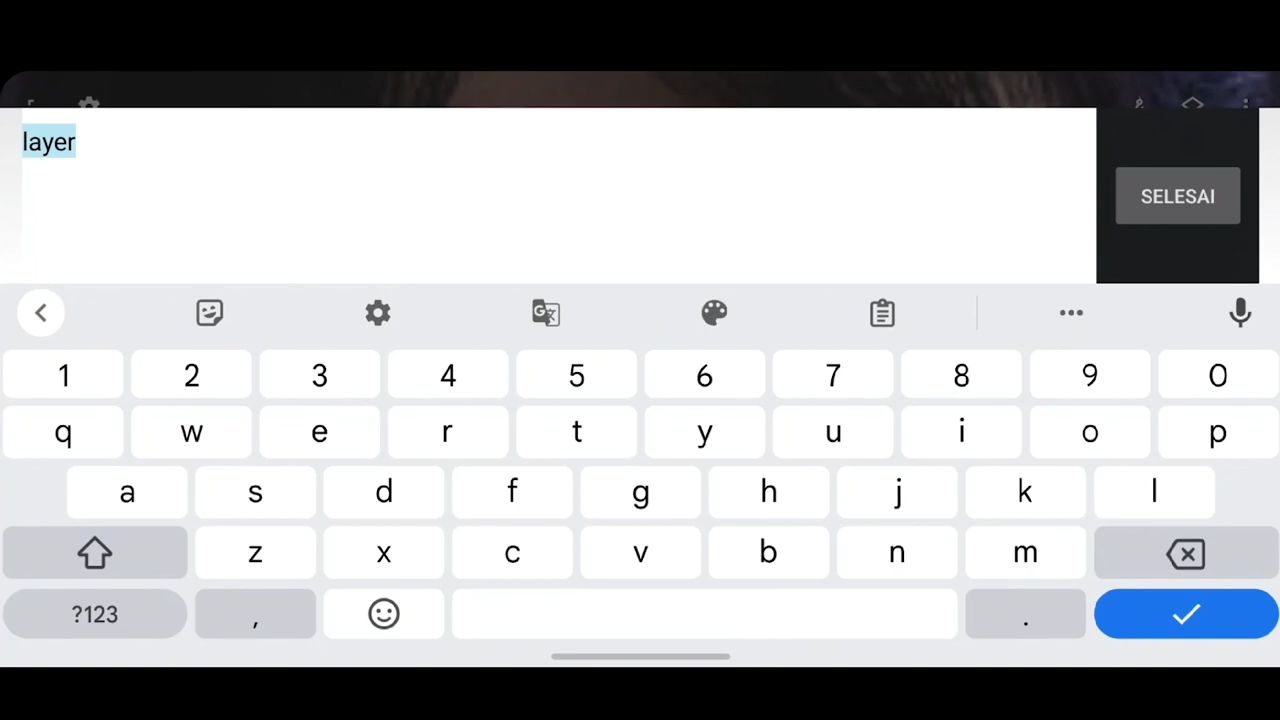 layer
SELESAI
1 2 3 4 5 6 7 8 9 0
q w e r t y u i o p
a s d f g h j k l
z x c v b n m
?123 , .